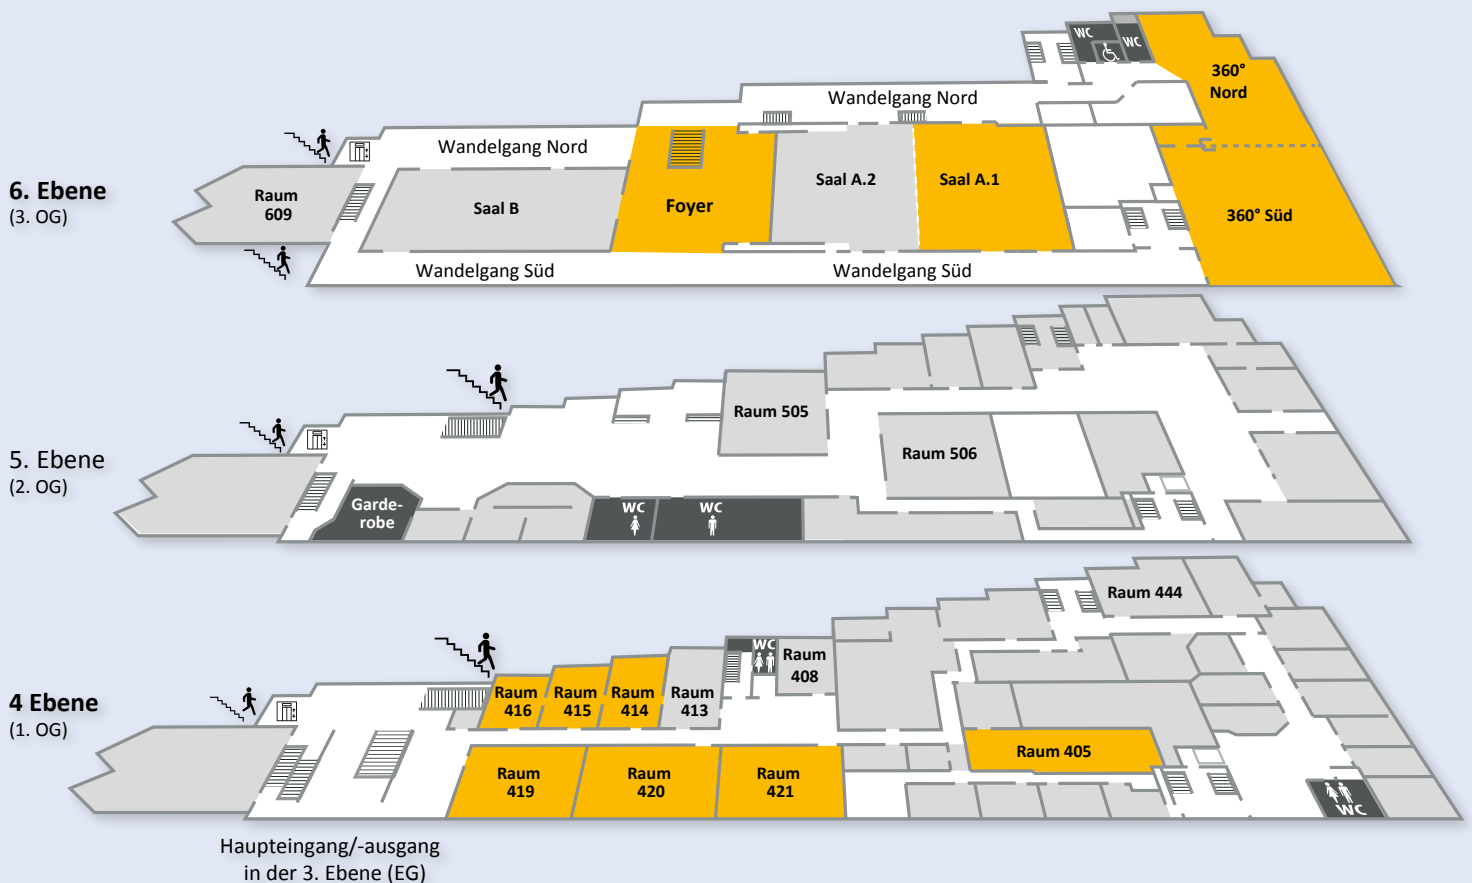 6. Ebene
(3. OG)
WC
WC
360°
Nord
Wandelgang Nord
Wandelgang Nord
Raum
609
Saal B
Foyer
Saal A.2
Saal A.1
360° Süd
Wandelgang Süd
Wandelgang Süd
5. Ebene
(2. OG)
Raum 505
Raum 506
Garde-
robe
WC
WC
4 Ebene
(1. OG)
Raum 444
WC
Raum
408
Raum
416
Raum
415
Raum
414
Raum
413
Raum 405
Raum
419
Raum
420
Raum
421
WC
Haupteingang/-ausgang
in der 3. Ebene (EG)